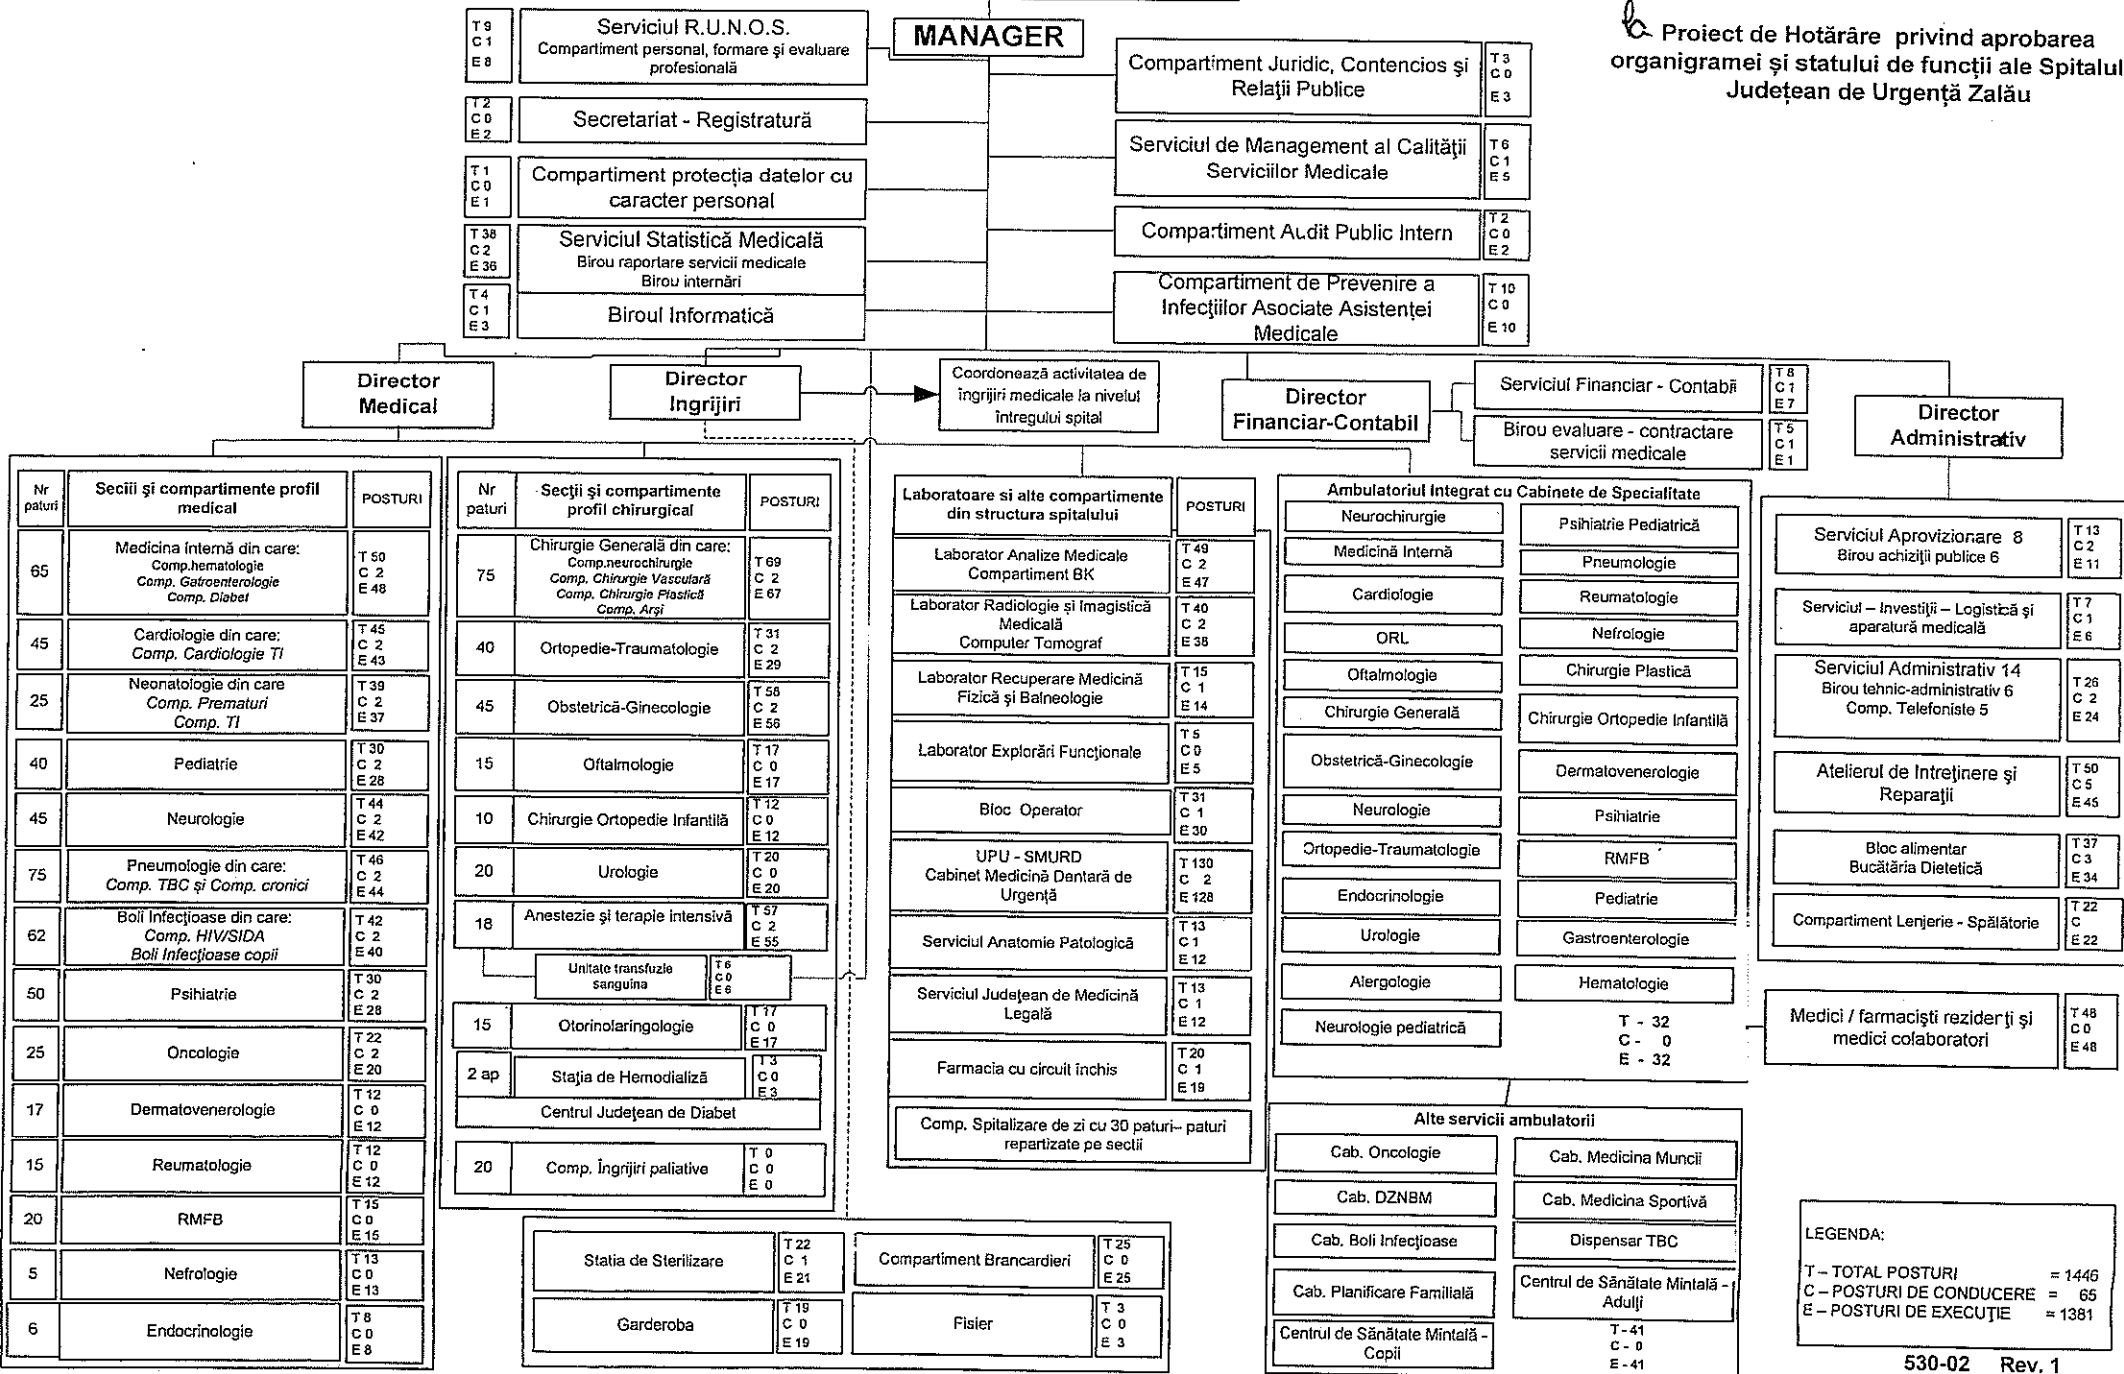 Proiect de Hotărâre privind aprobarea
organigramei și statului de funcții ale Spitalul
Județean de Urgență Zalău
MANAGER
T 9
C 1
E 8
Serviciul R.U.N.O.S.
Compartiment personal, formare și evaluare
profesională
T 2
C 0
E 2
Secretariat - Registratură
T 1
C 0
E 1
Compartiment protecția datelor cu
caracter personal
T 38
C 2
E 36
Serviciul Statistică Medicală
Birou raportare servicii medicale
Birou internări
T 4
C 1
E 3
Biroul Informatică
Compartiment Juridic, Contencios și
Relaţii Publice
T 3
C 0
E 3
Serviciul de Management al Calităţii
Serviciilor Medicale
T 6
C 1
E 5
Compartiment Audit Public Intern
T 2
C 0
E 2
Compartiment de Prevenire a
Infecţiilor Asociate Asistenței
Medicale
T 10
C 0
E 10
Director
Medical
Director
Ingrijiri
Coordonează activitatea de
îngrijiri medicale la nivelul
întregului spital
Director
Financiar-Contabil
Serviciul Financiar - Contabil
T 8
C 1
E 7
Birou evaluare - contractare
servicii medicale
T 5
C 1
E 1
Director
Administrativ
Nr
paturi
Seciii şi compartimente profil
medical
POSTURI
65
Medicina internă din care:
Comp.hematologie
Comp. Gatroenterologie
Comp. Diabet
T 50
C 2
E 48
45
Cardiologie din care:
Comp. Cardiologie TI
T 45
C 2
E 43
25
Neonatologie din care
Comp. Prematuri
Comp. TI
T 39
C 2
E 37
40
Pediatrie
T 30
C 2
E 28
45
Neurologie
T 44
C 2
E 42
75
Pneumologie din care:
Comp. TBC şi Comp. cronici
T 46
C 2
E 44
62
Boli Infecţioase din care:
Comp. HIV/SIDA
Boli Infecţioase copii
T 42
C 2
E 40
50
Psihiatrie
T 30
C 2
E 28
25
Oncologie
T 22
C 2
E 20
17
Dermatovenerologie
T 12
C 0
E 12
15
Reumatologie
T 12
C 0
E 12
20
RMFB
T 15
C 0
E 15
5
Nefrologie
T 13
C 0
E 13
6
Endocrinologie
T 8
C 0
E 8
Nr
paturi
Secţii şi compartimente
profil chirurgical
POSTURI
75
Chirurgie Generală din care:
Comp.neurochirurgie
Comp. Chirurgie Vasculară
Comp. Chirurgie Plastică
Comp. Arşi
T 69
C 2
E 67
40
Ortopedie-Traumatologie
T 31
C 2
E 29
45
Obstetrică-Ginecologie
T 58
C 2
E 56
15
Oftalmologie
T 17
C 0
E 17
10
Chirurgie Ortopedie Infantilă
T 12
C 0
E 12
20
Urologie
T 20
C 0
E 20
18
Anestezie şi terapie intensivă
T 57
C 2
E 55
Unitate transfuzie
sanguina
T 6
C 0
E 6
15
Otorinolaringologie
T 17
C 0
E 17
2 ap
Staţia de Hemodializă
T 3
C 0
E 3
Centrul Judeţean de Diabet
20
Comp. Îngrijiri paliative
T 0
C 0
E 0
Laboratoare si alte compartimente
din structura spitalului
POSTURI
Laborator Analize Medicale
Compartiment BK
T 49
C 2
E 47
Laborator Radiologie şi Imagistică
Medicală
Computer Tomograf
T 40
C 2
E 38
Laborator Recuperare Medicină
Fizică şi Balneologie
T 15
C 1
E 14
Laborator Explorări Funcţionale
T 5
C 0
E 5
Bloc Operator
T 31
C 1
E 30
UPU - SMURD
Cabinet Medicină Dentară de
Urgenţă
T 130
C 2
E 128
Serviciul Anatomie Patologică
T 13
C 1
E 12
Serviciul Judeţean de Medicină
Legală
T 13
C 1
E 12
Farmacia cu circuit închis
T 20
C 1
E 19
Comp. Spitalizare de zi cu 30 paturi– paturi
repartizate pe sectii
Ambulatoriul Integrat cu Cabinete de Specialitate
Neurochirurgie
Psihiatrie Pediatrică
Medicină Internă
Pneumologie
Cardiologie
Reumatologie
ORL
Nefrologie
Oftalmologie
Chirurgie Plastică
Chirurgie Generală
Chirurgie Ortopedie Infantilă
Obstetrică-Ginecologie
Dermatovenerologie
Neurologie
Psihiatrie
Ortopedie-Traumatologie
RMFB
Endocrinologie
Pediatrie
Urologie
Gastroenterologie
Alergologie
Hematologie
Neurologie pediatrică
T - 32
C - 0
E - 32
Alte servicii ambulatorii
Cab. Oncologie
Cab. Medicina Muncii
Cab. DZNBM
Cab. Medicina Sportivă
Cab. Boli Infecţioase
Dispensar TBC
Cab. Planificare Familială
Centrul de Sănătate Mintală -
Adulţi
Centrul de Sănătate Mintală -
Copii
T - 41
C - 0
E - 41
Serviciul Aprovizionare 8
Birou achiziţii publice 6
T 13
C 2
E 11
Serviciul – Investiţii – Logistică şi
aparatură medicală
T 7
C 1
E 6
Serviciul Administrativ 14
Birou tehnic-administrativ 6
Comp. Telefoniste 5
T 26
C 2
E 24
Atelierul de Intreţinere şi
Reparaţii
T 50
C 5
E 45
Bloc alimentar
Bucătăria Dietetică
T 37
C 3
E 34
Compartiment Lenjerie - Spălătorie
T 22
C
E 22
Medici / farmacişti rezidenţi şi
medici colaboratori
T 48
C 0
E 48
Statia de Sterilizare
T 22
C 1
E 21
Compartiment Brancardieri
T 25
C 0
E 25
Garderoba
T 19
C 0
E 19
Fisier
T 3
C 0
E 3
LEGENDA:
T – TOTAL POSTURI = 1446
C – POSTURI DE CONDUCERE = 65
E – POSTURI DE EXECUŢIE = 1381
530-02 Rev. 1